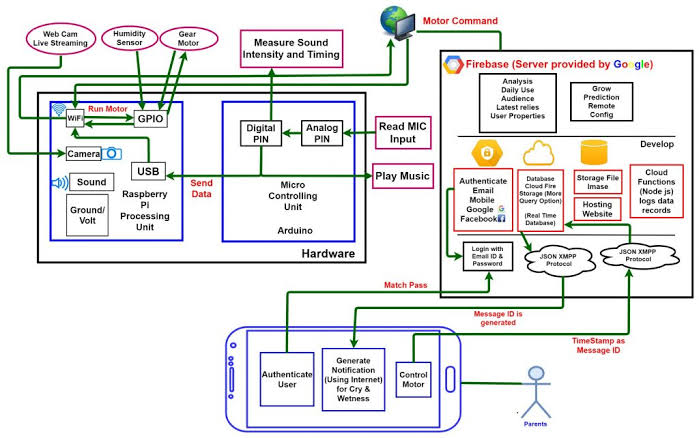 Web Cam
Live Streaming
Humidity
Sensor
Gear
Motor
Measure Sound
Intensity and Timing
Motor Command
Firebase (Server provided by Google)
Analysis
Daily Use
Audience
Latest relies
User Properties
Grow
Prediction
Remote
Config
Develop
WiFi
Run Motor
GPIO
Camera
USB
Sound
Ground/
Volt
Raspberry
Pi
Processing
Unit
Send
Data
Digital
PIN
Analog
PIN
Read MIC
Input
Play Music
Micro
Controlling
Unit
Arduino
Hardware
Authenticate
Email
Mobile
Google G
Facebook f
Database
Cloud Fire
Storage (More
Query Option)
(Real Time
Database)
Storage File
Imase
Hosting
Website
Cloud
Functions
(Node js)
logs data
records
Login with
Email ID &
Password
JSON XMPP
Protocol
JSON XMPP
Protocol
Match Pass
Message ID is
generated
TimeStamp as
Message ID
Authenticate
User
Generate
Notification
(Using Internet)
for Cry &
Wetness
Control
Motor
Parents